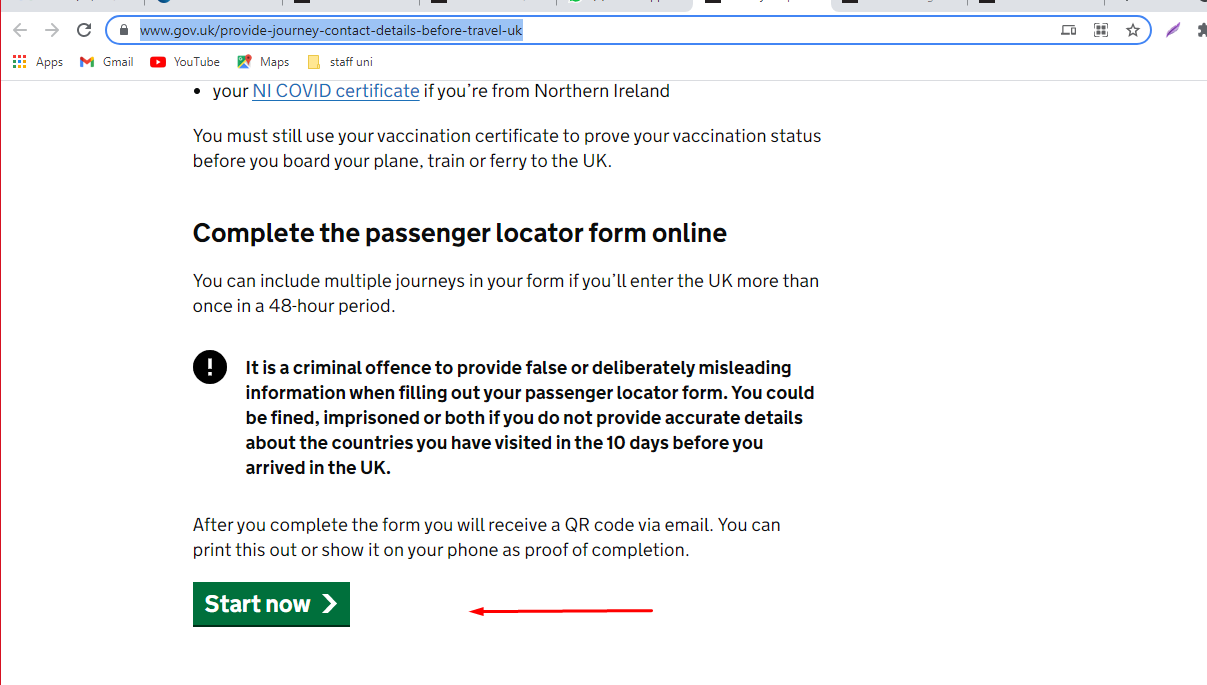 www.gov.uk/provide-journey-contact-details-before-travel-uk
Apps Gmail YouTube Maps staff uni
• your NI COVID certificate if you’re from Northern Ireland
You must still use your vaccination certificate to prove your vaccination status
before you board your plane, train or ferry to the UK.
Complete the passenger locator form online
You can include multiple journeys in your form if you’ll enter the UK more than
once in a 48-hour period.
It is a criminal offence to provide false or deliberately misleading
information when filling out your passenger locator form. You could
be fined, imprisoned or both if you do not provide accurate details
about the countries you have visited in the 10 days before you
arrived in the UK.
After you complete the form you will receive a QR code via email. You can
print this out or show it on your phone as proof of completion.
Start now